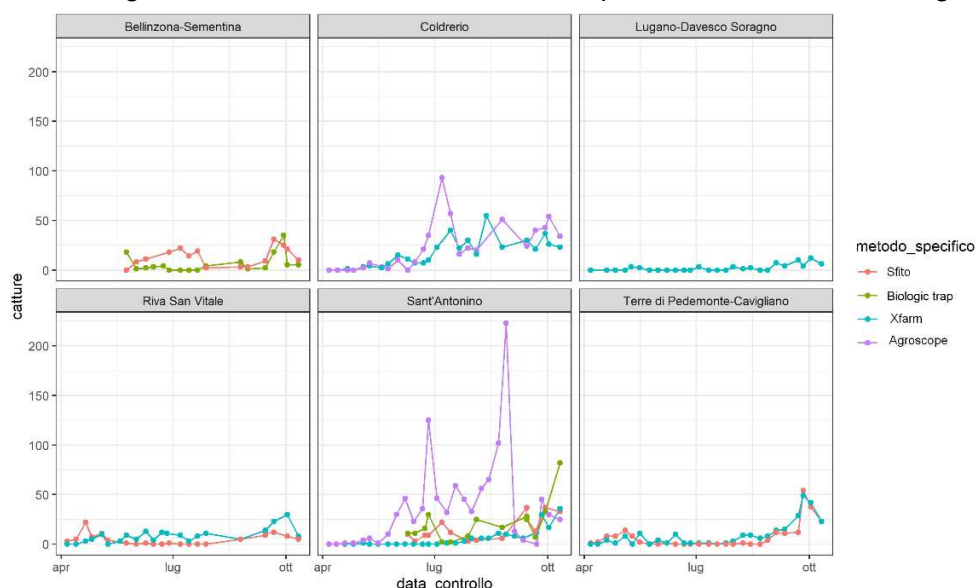 Bellinzona-Sementina
Coldrerio
Lugano-Davesco Soragno
200
150
100
50
0
catture
metodo_specifico
Sfito
Biologic trap
Xfarm
Agroscope
Riva San Vitale
Sant'Antonino
Terre di Pedemonte-Cavigliano
200
150
100
50
0
apr
lug
ott
apr
lug
ott
apr
lug
ott
data_controllo